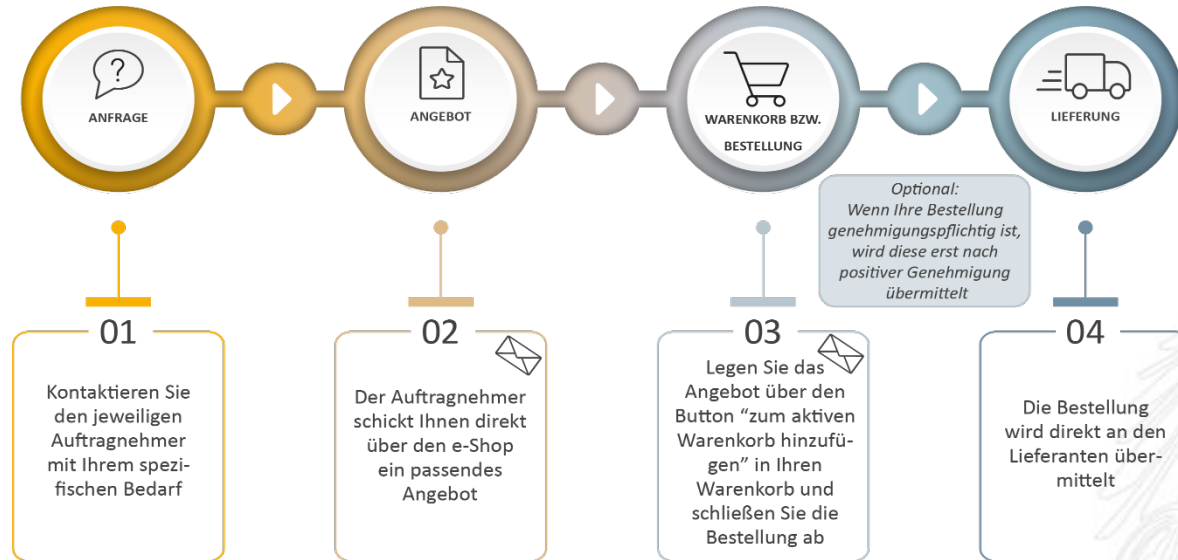 ?
ANFRAGE
ANGEBOT
WARENKORB BZW.
BESTELLUNG
LIEFERUNG
Optional:
Wenn Ihre Bestellung
genehmigungspflichtig ist,
wird diese erst nach
positiver Genehmigung
übermittelt
01
Kontaktieren Sie
den jeweiligen
Auftragnehmer
mit Ihrem spezi-
fischen Bedarf
02
Der Auftragnehmer
schickt Ihnen direkt
über den e-Shop
ein passendes
Angebot
03
Legen Sie das
Angebot über den
Button “zum aktiven
Warenkorb hinzufü-
gen” in Ihren
Warenkorb und
schließen Sie die
Bestellung ab
04
Die Bestellung
wird direkt an den
Lieferanten über-
mittelt